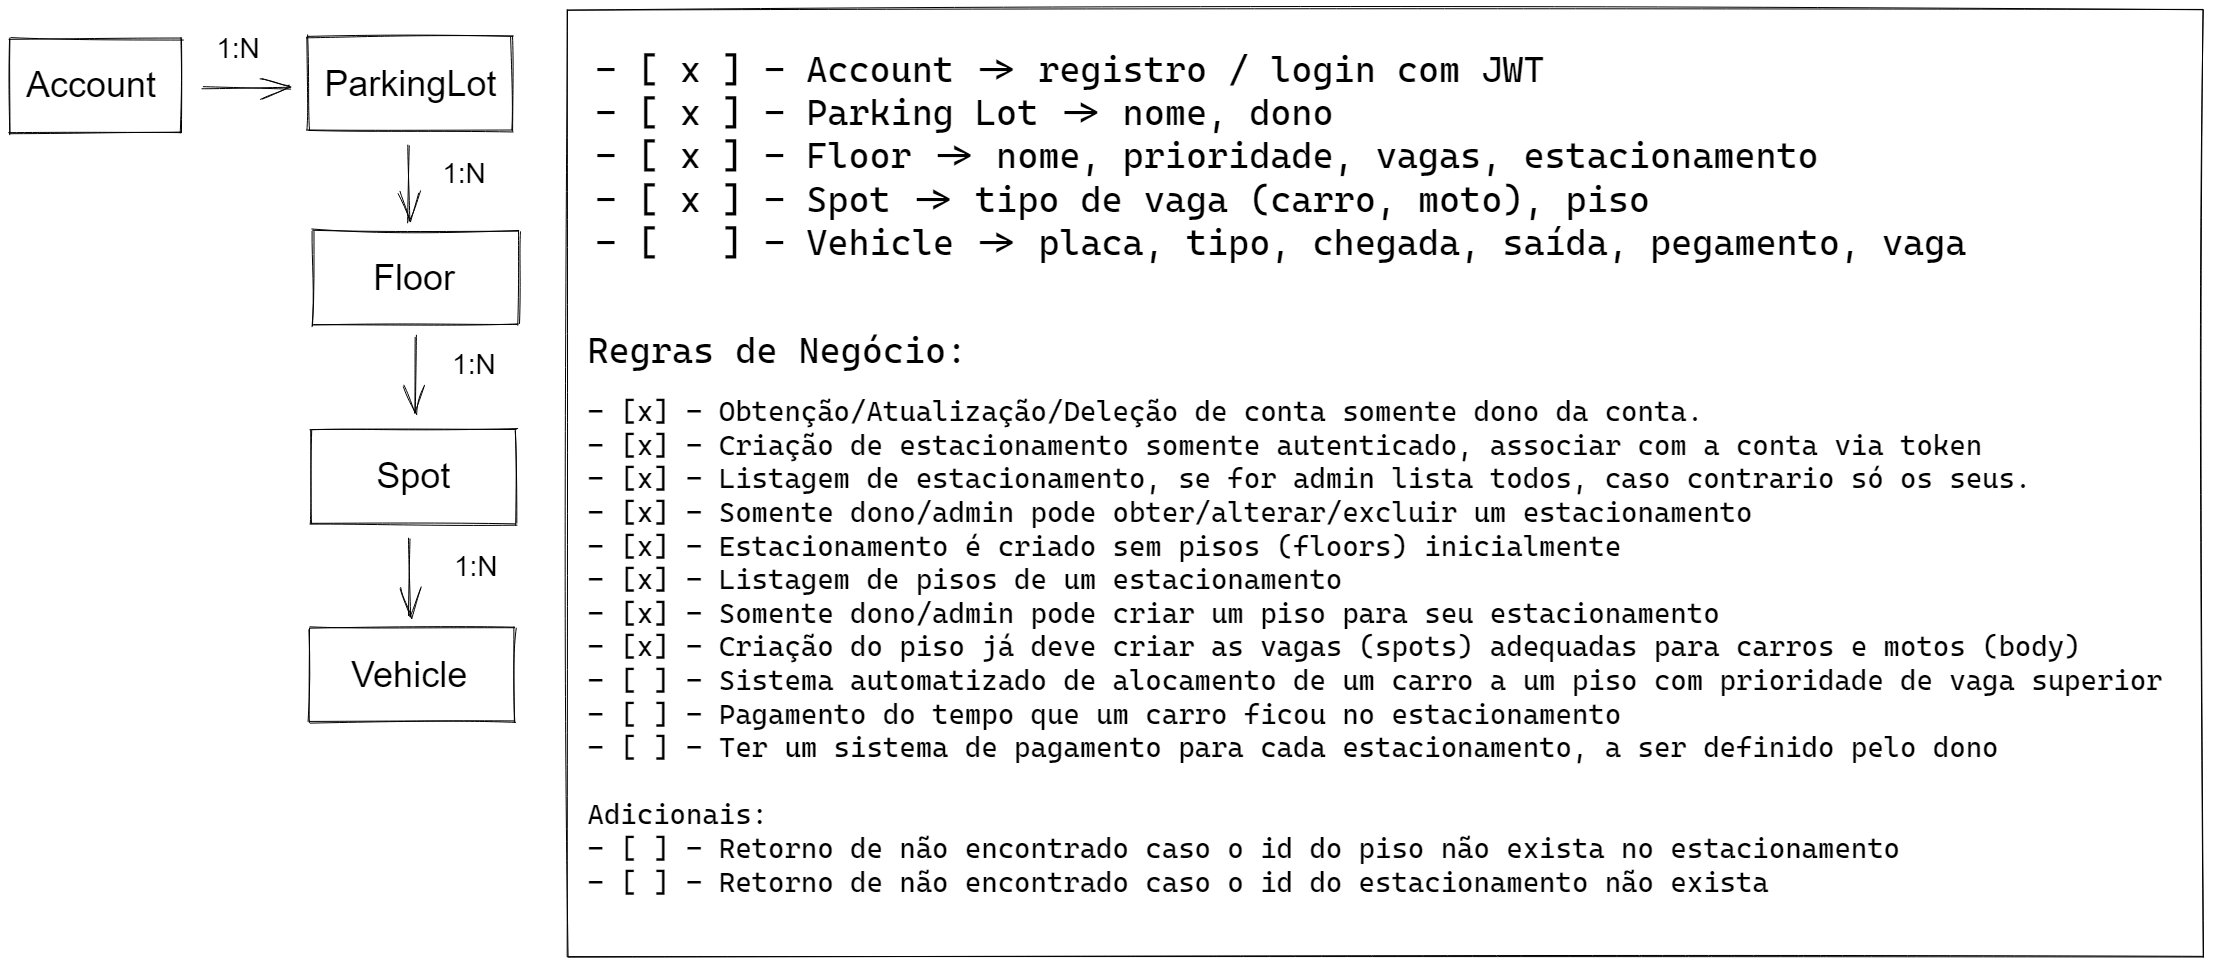 Account
1:N
ParkingLot
1:N
Floor
1:N
Spot
1:N
Vehicle
- [ x ] - Account -> registro / login com JWT
- [ x ] - Parking Lot -> nome, dono
- [ x ] - Floor -> nome, prioridade, vagas, estacionamento
- [ x ] - Spot -> tipo de vaga (carro, moto), piso
- [   ] - Vehicle -> placa, tipo, chegada, saída, pegamento, vaga
Regras de Negócio:
- [x] - Obtenção/Atualização/Deleção de conta somente dono da conta.
- [x] - Criação de estacionamento somente autenticado, associar com a conta via token
- [x] - Listagem de estacionamento, se for admin lista todos, caso contrario só os seus.
- [x] - Somente dono/admin pode obter/alterar/excluir um estacionamento
- [x] - Estacionamento é criado sem pisos (floors) inicialmente
- [x] - Listagem de pisos de um estacionamento
- [x] - Somente dono/admin pode criar um piso para seu estacionamento
- [x] - Criação do piso já deve criar as vagas (spots) adequadas para carros e motos (body)
- [ ] - Sistema automatizado de alocamento de um carro a um piso com prioridade de vaga superior
- [ ] - Pagamento do tempo que um carro ficou no estacionamento
- [ ] - Ter um sistema de pagamento para cada estacionamento, a ser definido pelo dono
Adicionais:
- [ ] - Retorno de não encontrado caso o id do piso não exista no estacionamento
- [ ] - Retorno de não encontrado caso o id do estacionamento não exista